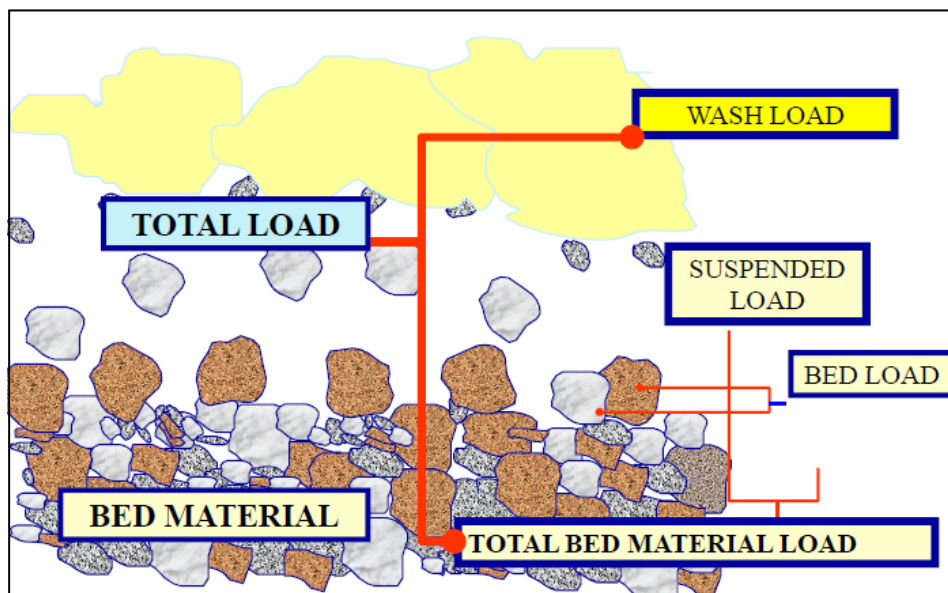 WASH LOAD
TOTAL LOAD
SUSPENDED
LOAD
BED LOAD
BED MATERIAL
TOTAL BED MATERIAL LOAD